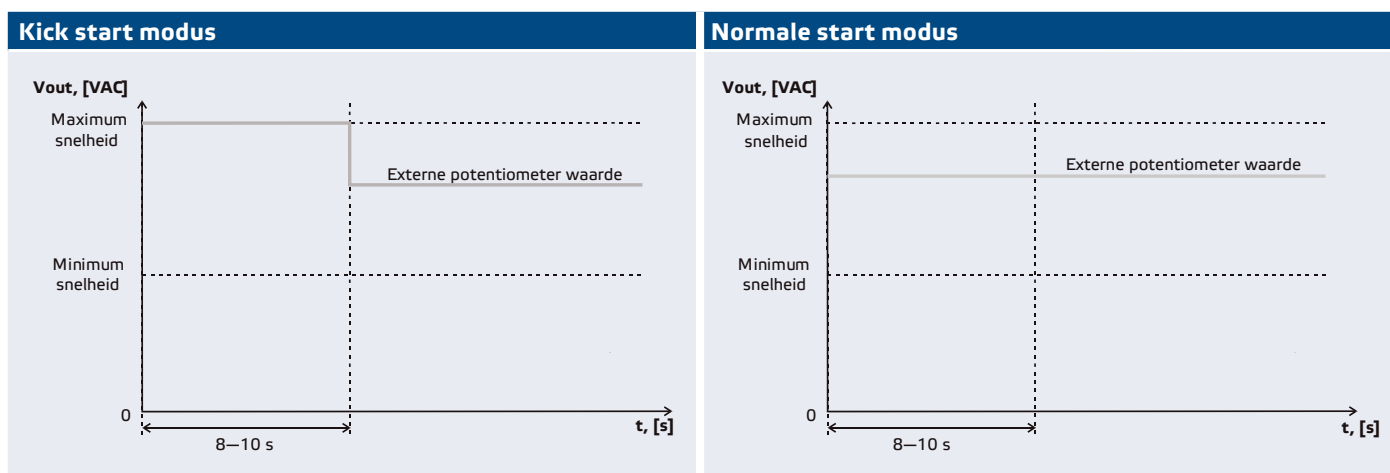 Kick start modus
Vout, [VAC]
Maximum
snelheid
Externe potentiometer waarde
Minimum
snelheid
0
t, [s]
8—10 s
Normale start modus
Vout, [VAC]
Maximum
snelheid
Externe potentiometer waarde
Minimum
snelheid
0
t, [s]
8—10 s